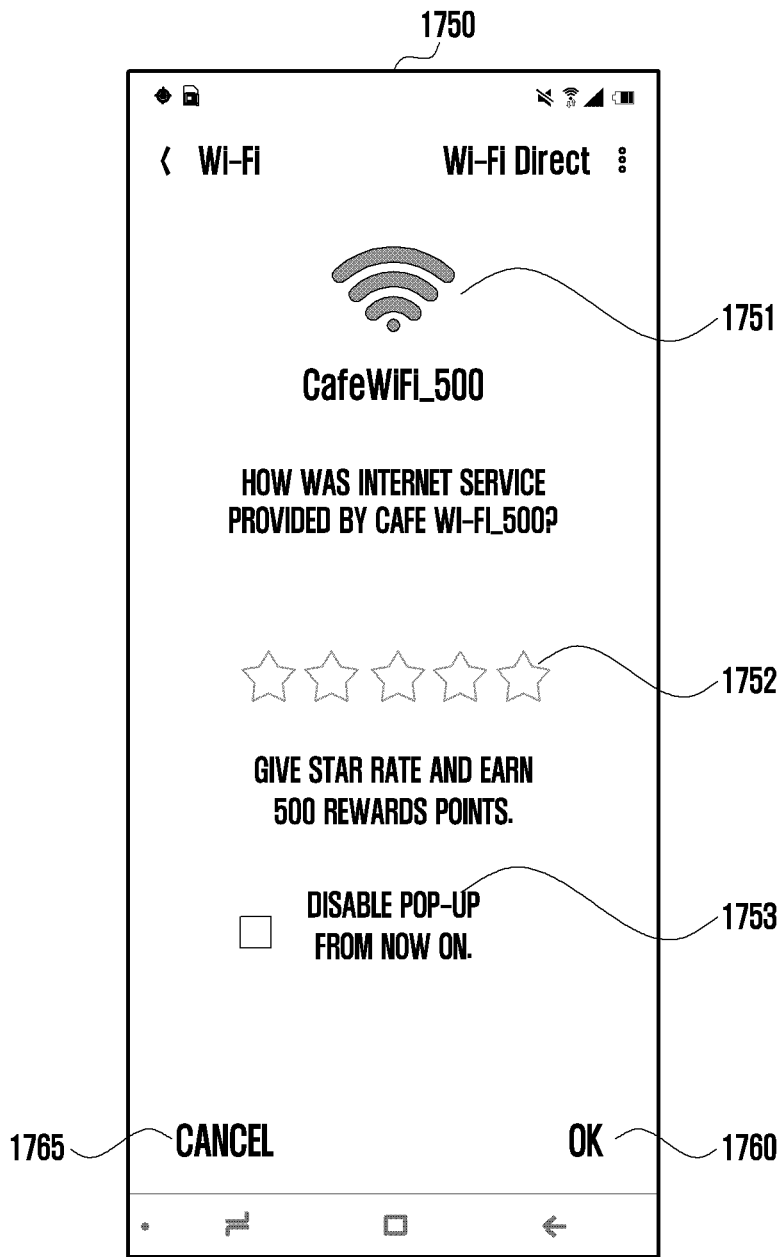 1750
Wi-Fi
Wi-Fi Direct
1751
CafeWiFi_500
HOW WAS INTERNET SERVICE
PROVIDED BY CAFE WI-FI_500?
1752
GIVE STAR RATE AND EARN
500 REWARDS POINTS.
DISABLE POP-UP
FROM NOW ON.
1753
1765
CANCEL
OK
1760